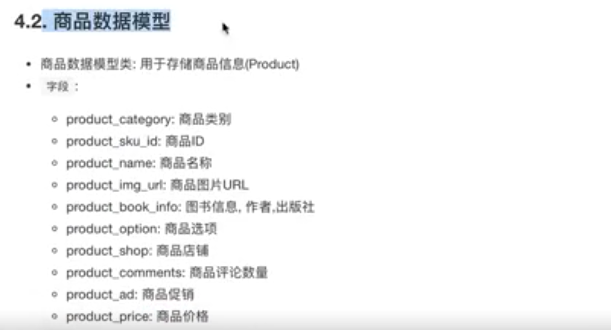 4.2. 商品数据模型
商品数据模型类: 用于存储商品信息(Product)
字段 :
product_category: 商品类别
product_sku_id: 商品ID
product_name: 商品名称
product_img_url: 商品图片URL
product_book_info: 图书信息, 作者,出版社
product_option: 商品选项
product_shop: 商品店铺
product_comments: 商品评论数量
product_ad: 商品促销
product_price: 商品价格